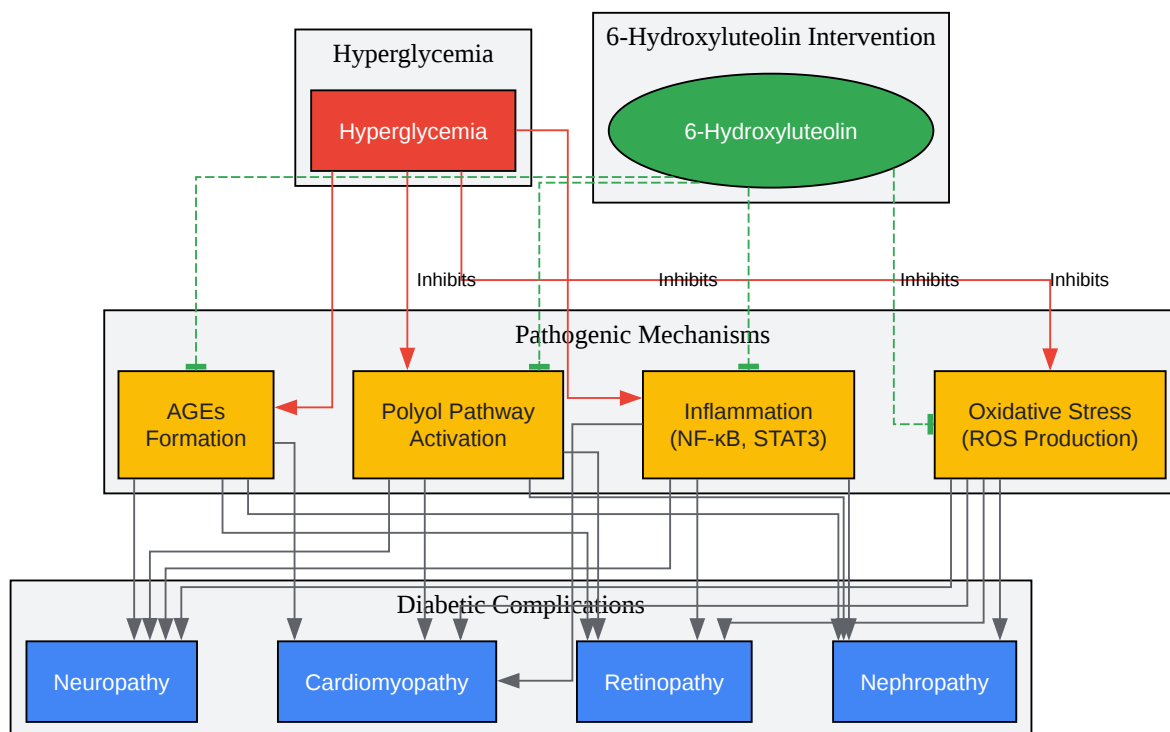 Hyperglycemia
6-Hydroxyluteolin Intervention
Hyperglycemia
6-Hydroxyluteolin
Inhibits
Inhibits
Inhibits
Inhibits
Pathogenic Mechanisms
AGEs
Formation
Polyol Pathway
Activation
Inflammation
(NF-κB, STAT3)
Oxidative Stress
(ROS Production)
Diabetic Complications
Neuropathy
Cardiomyopathy
Retinopathy
Nephropathy